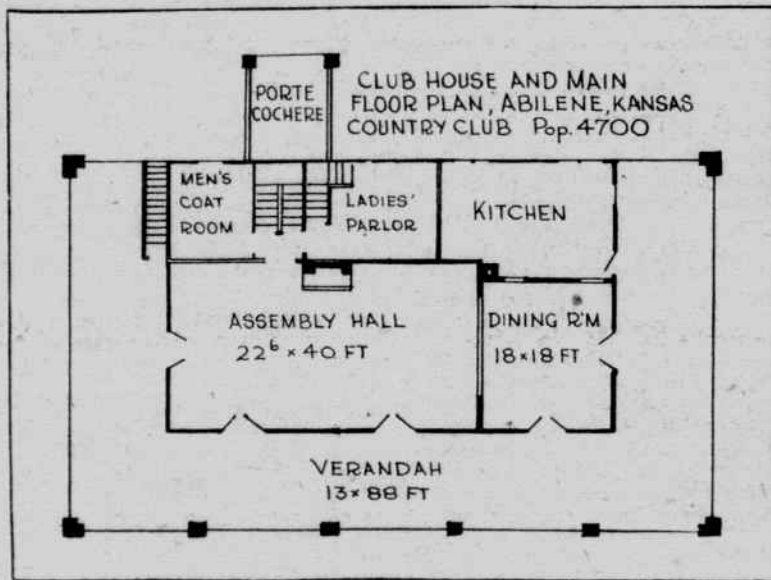 CLUB HOUSE AND MAIN
FLOOR PLAN, ABILENE, KANSAS
COUNTRY CLUB Pop. 4700
PORTE
COCHERE
MEN'S
COAT
ROOM
LADIES'
PARLOR
KITCHEN
ASSEMBLY HALL
22⁶ × 40 FT
DINING R'M
18×18 FT
VERANDAH
13×88 FT